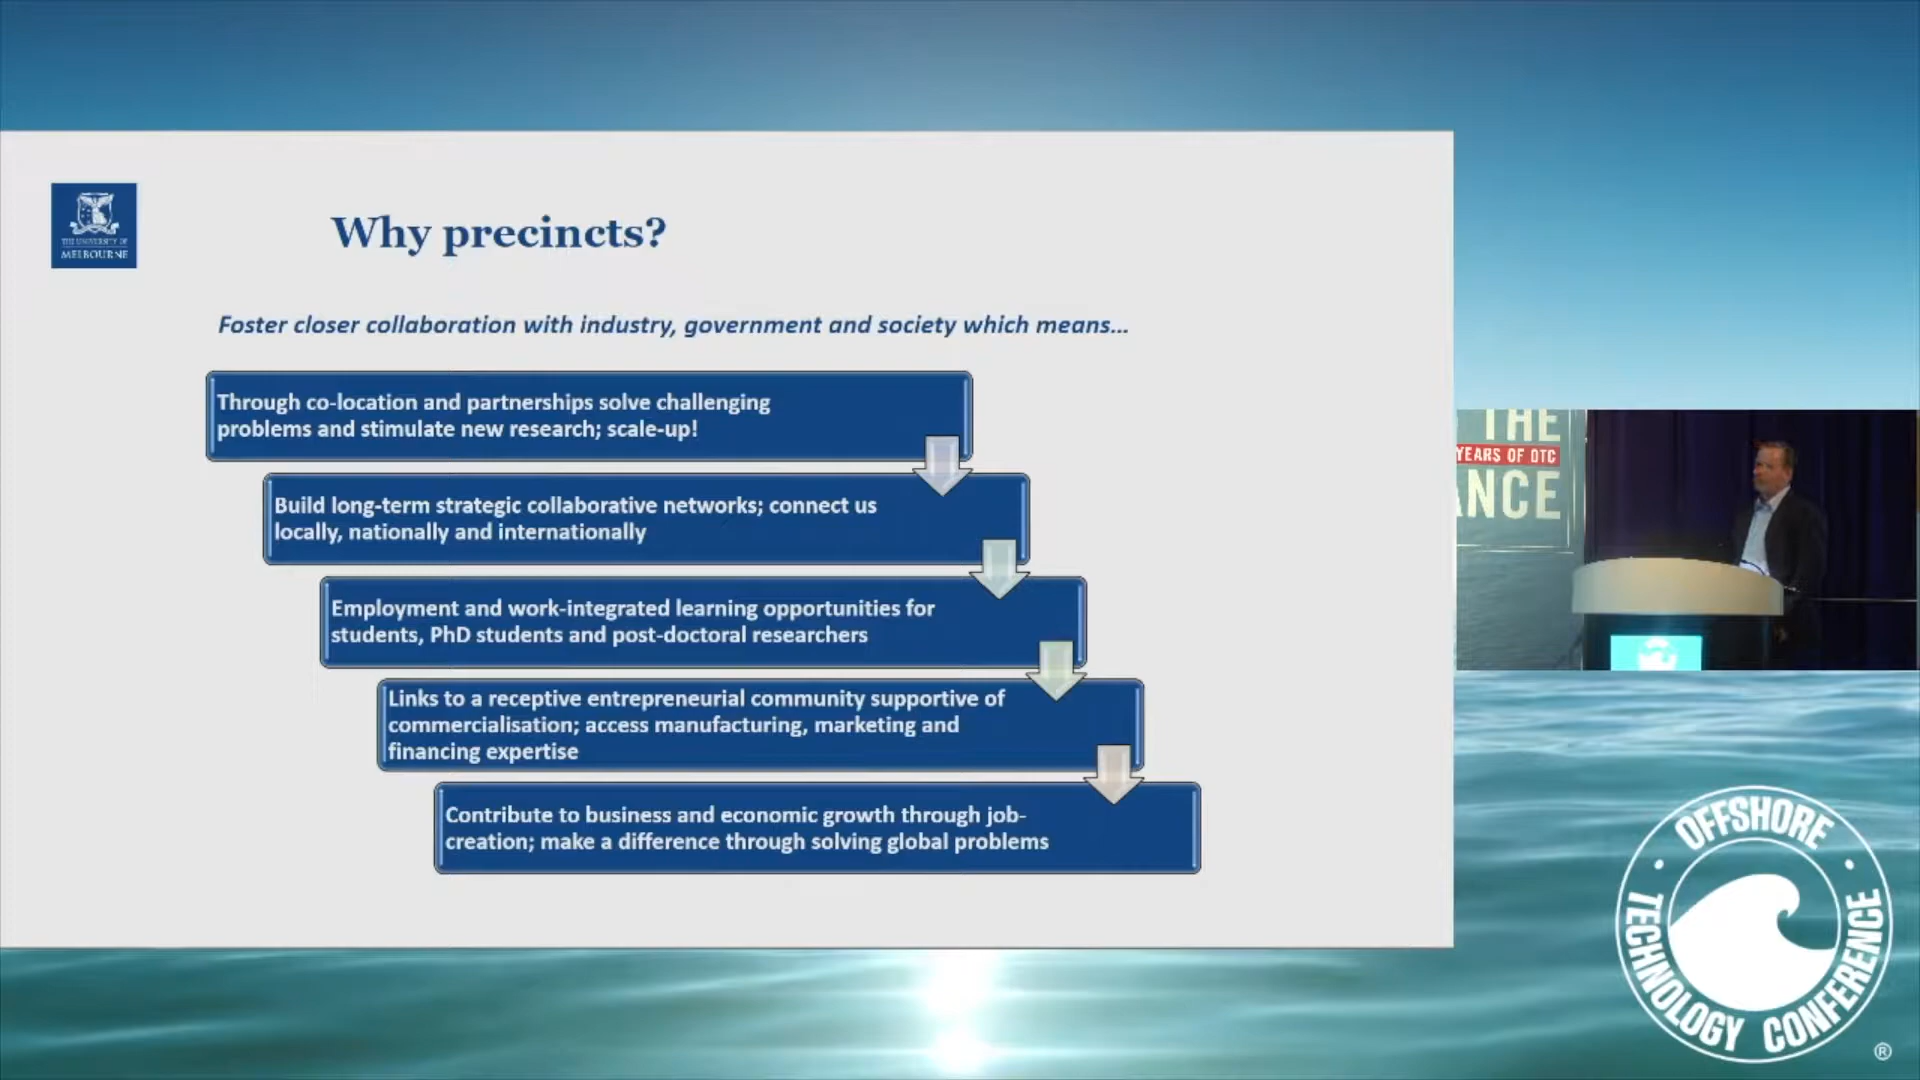 THE UNIVERSITY OF
MELBOURNE
Why precincts?
Foster closer collaboration with industry, government and society which means...
Through co-location and partnerships solve challenging
problems and stimulate new research; scale-up!
Build long-term strategic collaborative networks; connect us
locally, nationally and internationally
Employment and work-integrated learning opportunities for
students, PhD students and post-doctoral researchers
Links to a receptive entrepreneurial community supportive of
commercialisation; access manufacturing, marketing and
financing expertise
Contribute to business and economic growth through job-
creation; make a difference through solving global problems
THE
YEARS OF OTC
NCE
OFFSHORE
TECHNOLOGY CONFERENCE
®